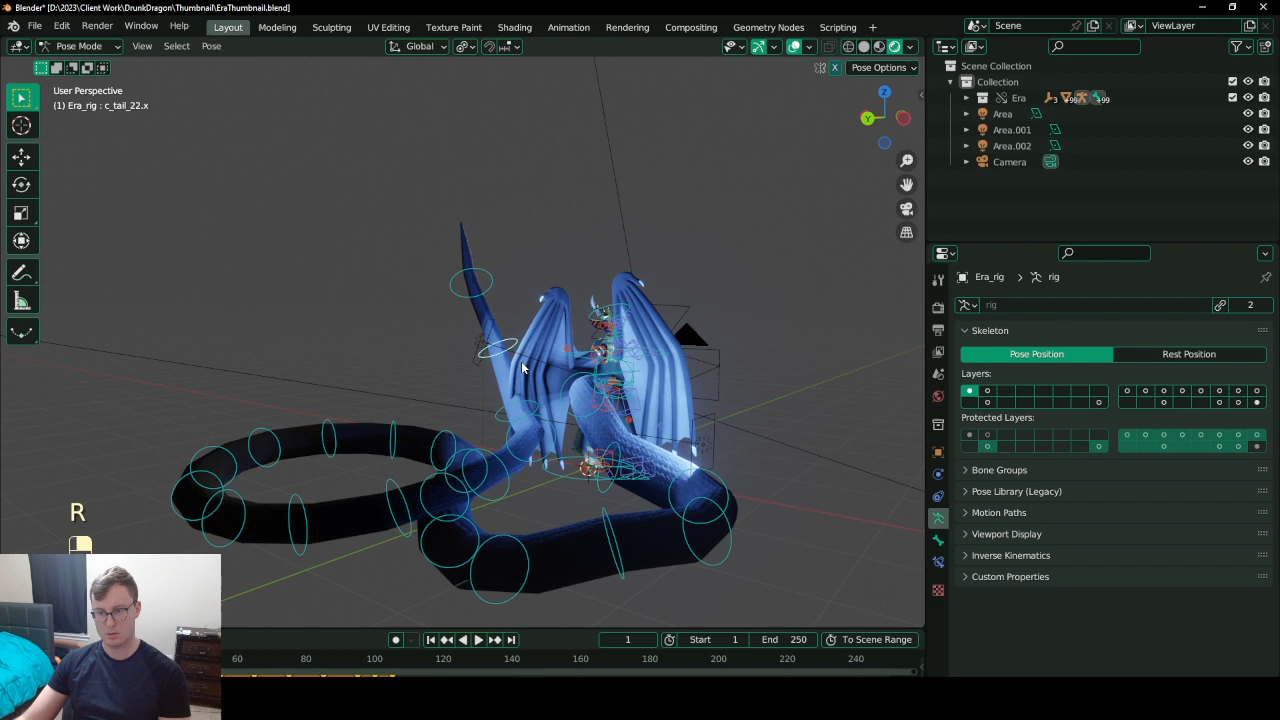 Blender* [D:\2023\Client Work\DrunkDragon\Thumbnail\EraThumbnail.blend]
File Edit Render Window Help Layout Modeling Sculpting UV Editing Texture Paint Shading Animation Rendering Compositing Geometry Nodes Scripting + Scene ViewLayer
Pose Mode View Select Pose Global
X Pose Options
User Perspective
(1) Era_rig : c_tail_22.x
Z
Y
Scene Collection
Collection
Era 3 +99 +99
Area
Area.001
Area.002
Camera
Era_rig > rig
rig 2
Skeleton
Pose Position Rest Position
Layers:
Protected Layers:
Bone Groups
Pose Library (Legacy)
Motion Paths
Viewport Display
Inverse Kinematics
Custom Properties
R
1 Start 1 End 250 To Scene Range
60 80 100 120 140 160 180 200 220 240